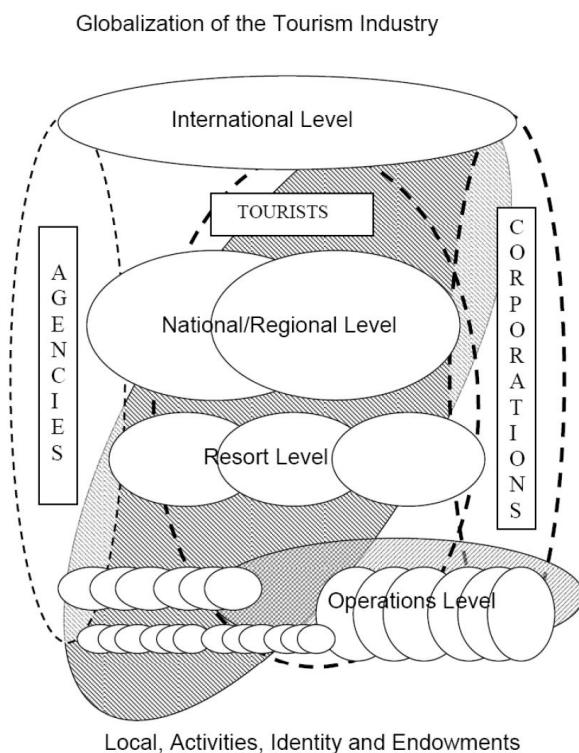 Globalization of the Tourism Industry
International Level
TOURISTS
AGENCIES
CORPORATIONS
National/Regional Level
Resort Level
Operations Level
Local, Activities, Identity and Endowments